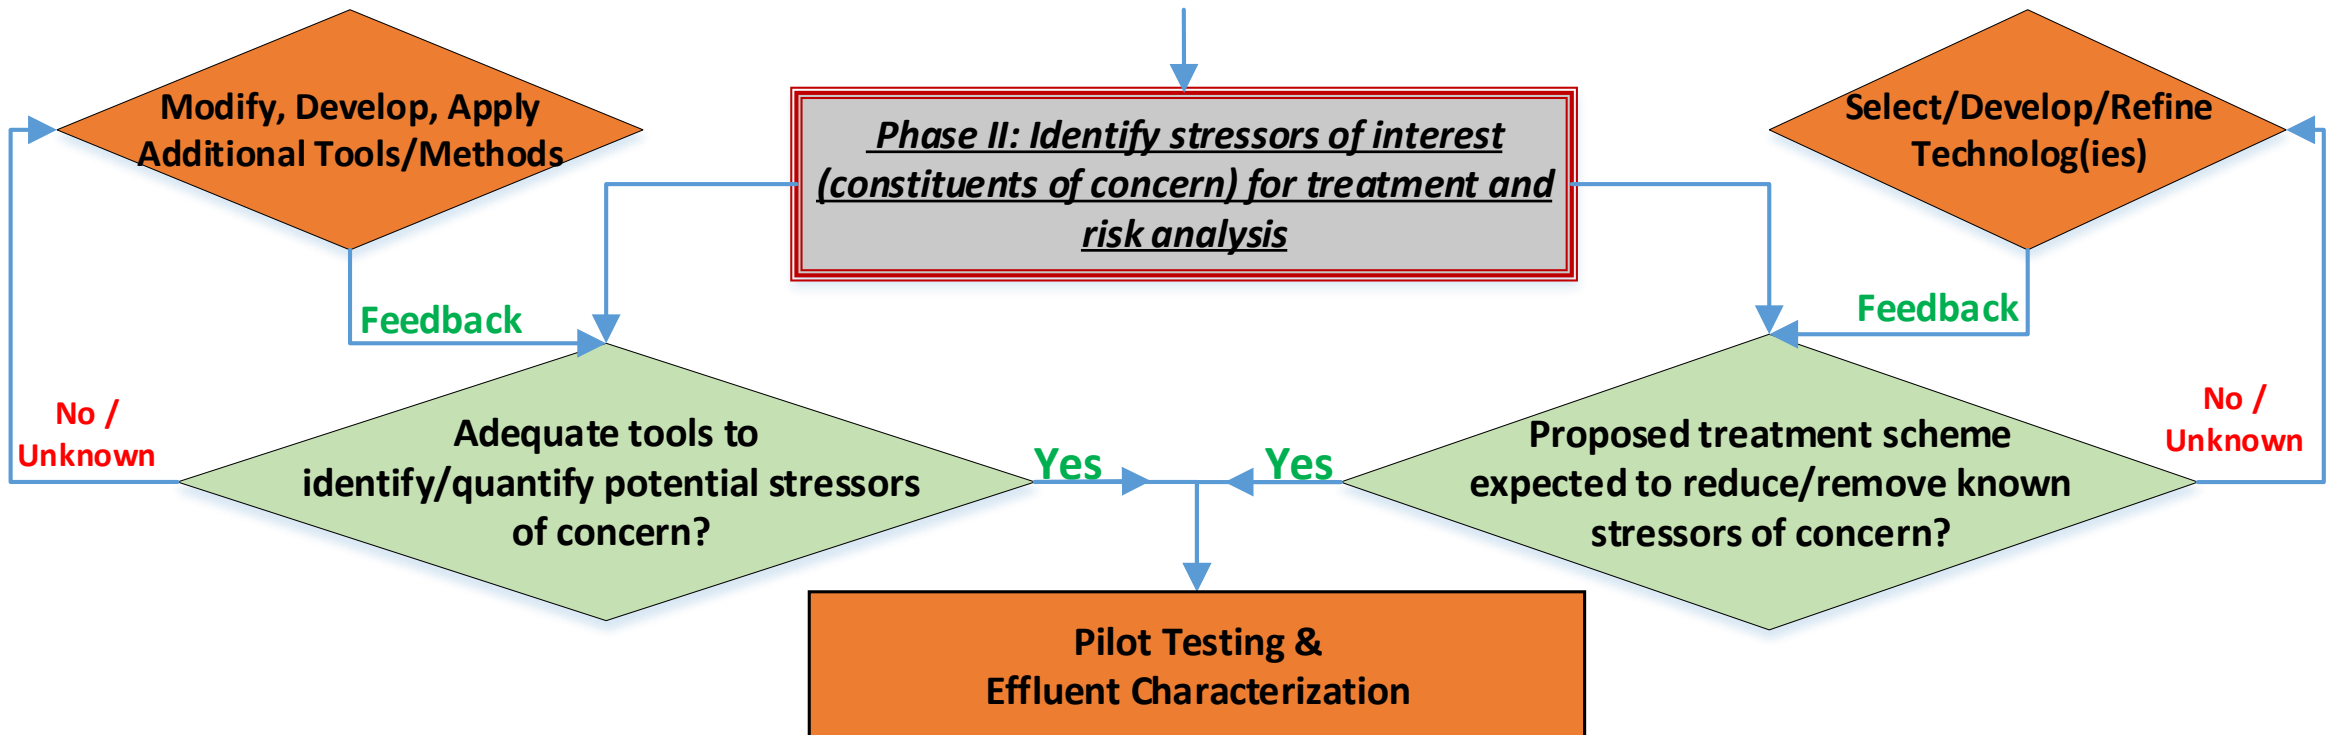 Modify, Develop, Apply
Additional Tools/Methods
Phase II: Identify stressors of interest
(constituents of concern) for treatment and
risk analysis
Select/Develop/Refine
Technolog(ies)
Feedback
Feedback
No /
Unknown
Adequate tools to
identify/quantify potential stressors
of concern?
Yes
Yes
Proposed treatment scheme
expected to reduce/remove known
stressors of concern?
No /
Unknown
Pilot Testing &
Effluent Characterization